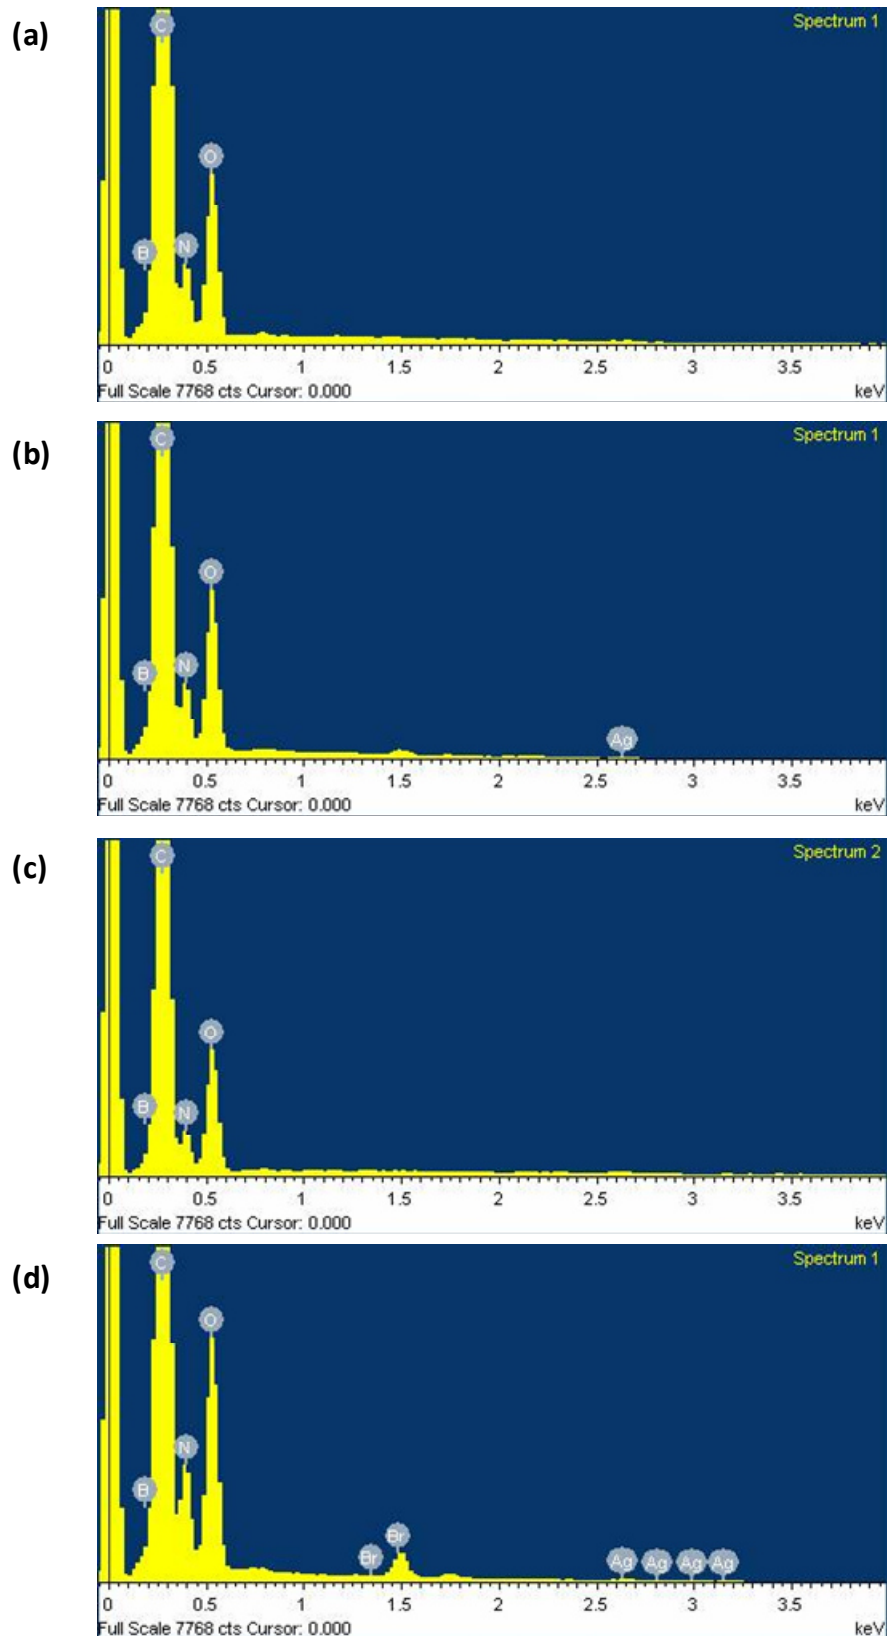 (a)
Spectrum 1
C
O
B
N
0 0.5 1 1.5 2 2.5 3 3.5
Full Scale 7768 cts Cursor: 0.000 keV
(b)
Spectrum 1
C
O
B
N
Ag
0 0.5 1 1.5 2 2.5 3 3.5
Full Scale 7768 cts Cursor: 0.000 keV
(c)
Spectrum 2
C
O
B
N
0 0.5 1 1.5 2 2.5 3 3.5
Full Scale 7768 cts Cursor: 0.000 keV
(d)
Spectrum 1
C
O
N
B
Br
Br
Ag Ag Ag Ag
0 0.5 1 1.5 2 2.5 3 3.5
Full Scale 7768 cts Cursor: 0.000 keV